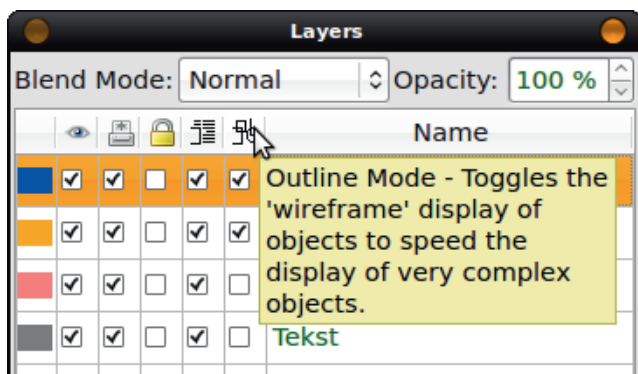 Layers
Blend Mode: Normal Opacity: 100 %
Name
Outline Mode - Toggles the
'wireframe' display of
objects to speed the
display of very complex
objects.
Tekst